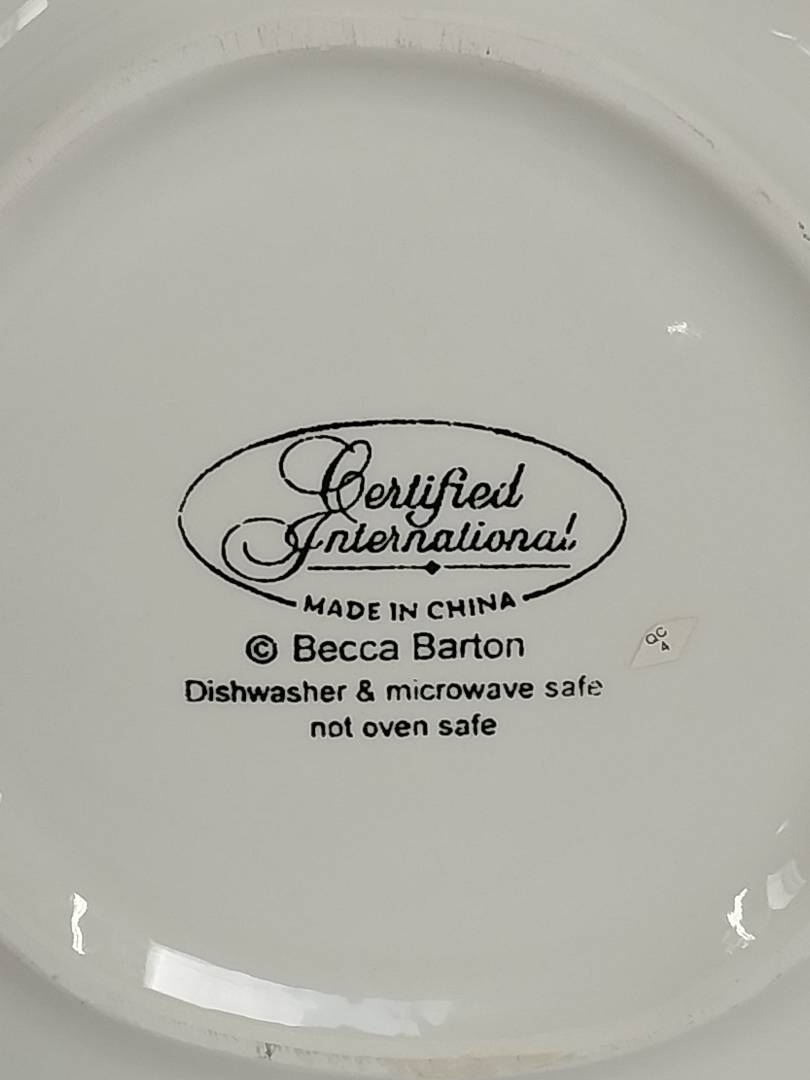 Certified
International
MADE IN CHINA
© Becca Barton
Dishwasher & microwave safe
not oven safe
QC
4